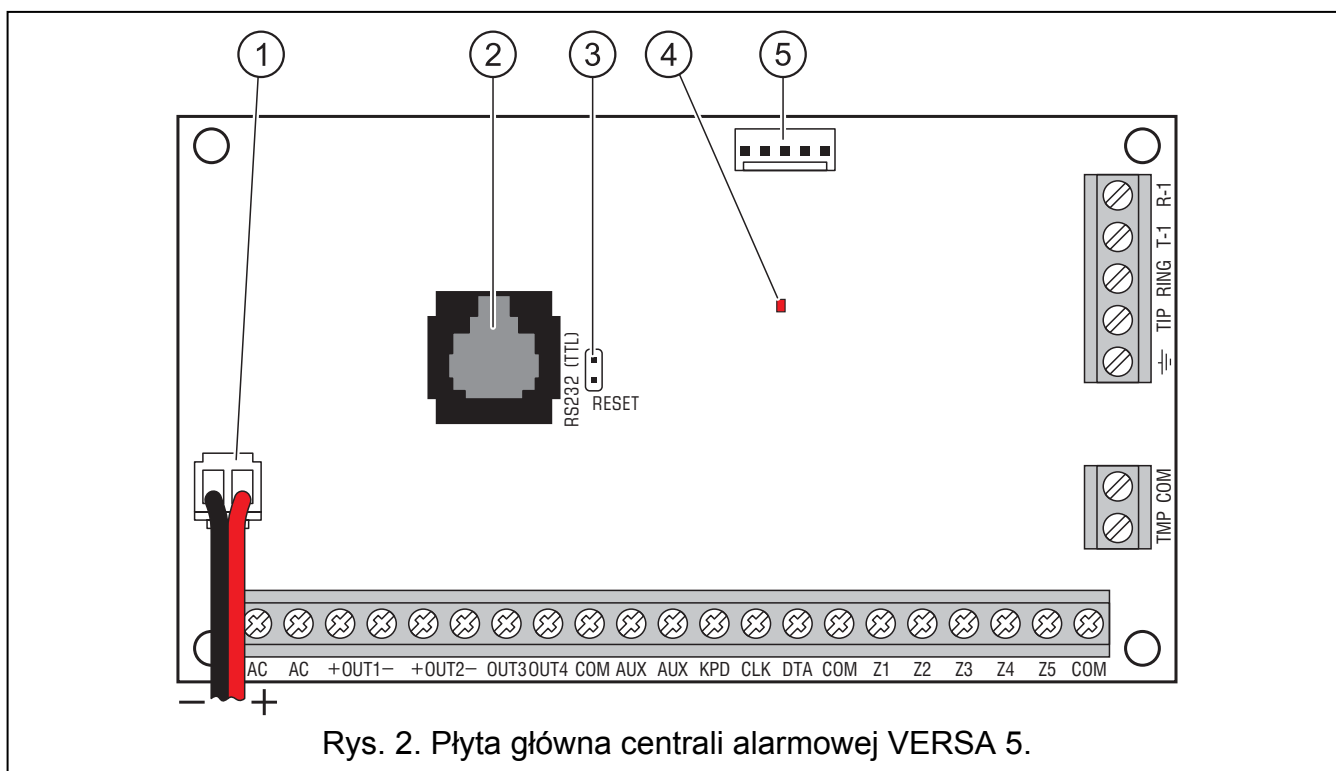 1 2 3 4 5
R-1
T-1
RING
TIP
RS232 (TTL)
RESET
COM
TMP
AC AC +OUT1− +OUT2− OUT3 OUT4 COM AUX AUX KPD CLK DTA COM Z1 Z2 Z3 Z4 Z5 COM
− +
Rys. 2. Płyta główna centrali alarmowej VERSA 5.